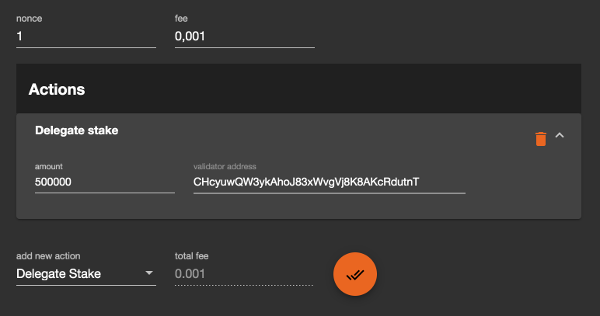 nonce fee
1 0,001
Actions
Delegate stake
amount validator address
500000 CHcyuwQW3ykAhoJ83xWvgVj8K8AKcRdutnT
add new action total fee
Delegate Stake 0.001